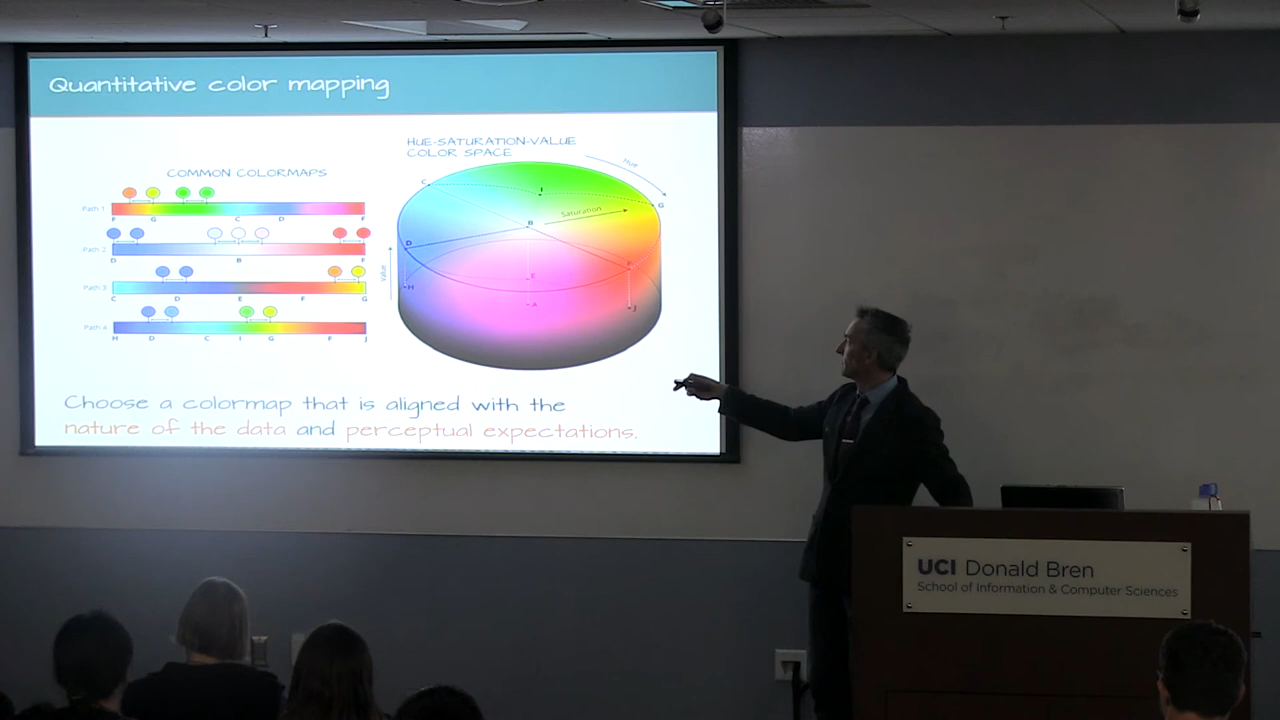 Quantitative color mapping
HUE-SATURATION-VALUE
COLOR SPACE
Hue
COMMON COLORMAPS
Path 1
F G C D F
Path 2
D B F
Path 3
C D E F G
Path 4
H D C I G F J
C
I
G
Saturation
B
D
F
Value
H
E
A
J
Choose a colormap that is aligned with the
nature of the data and perceptual expectations.
UCI Donald Bren
School of Information & Computer Sciences